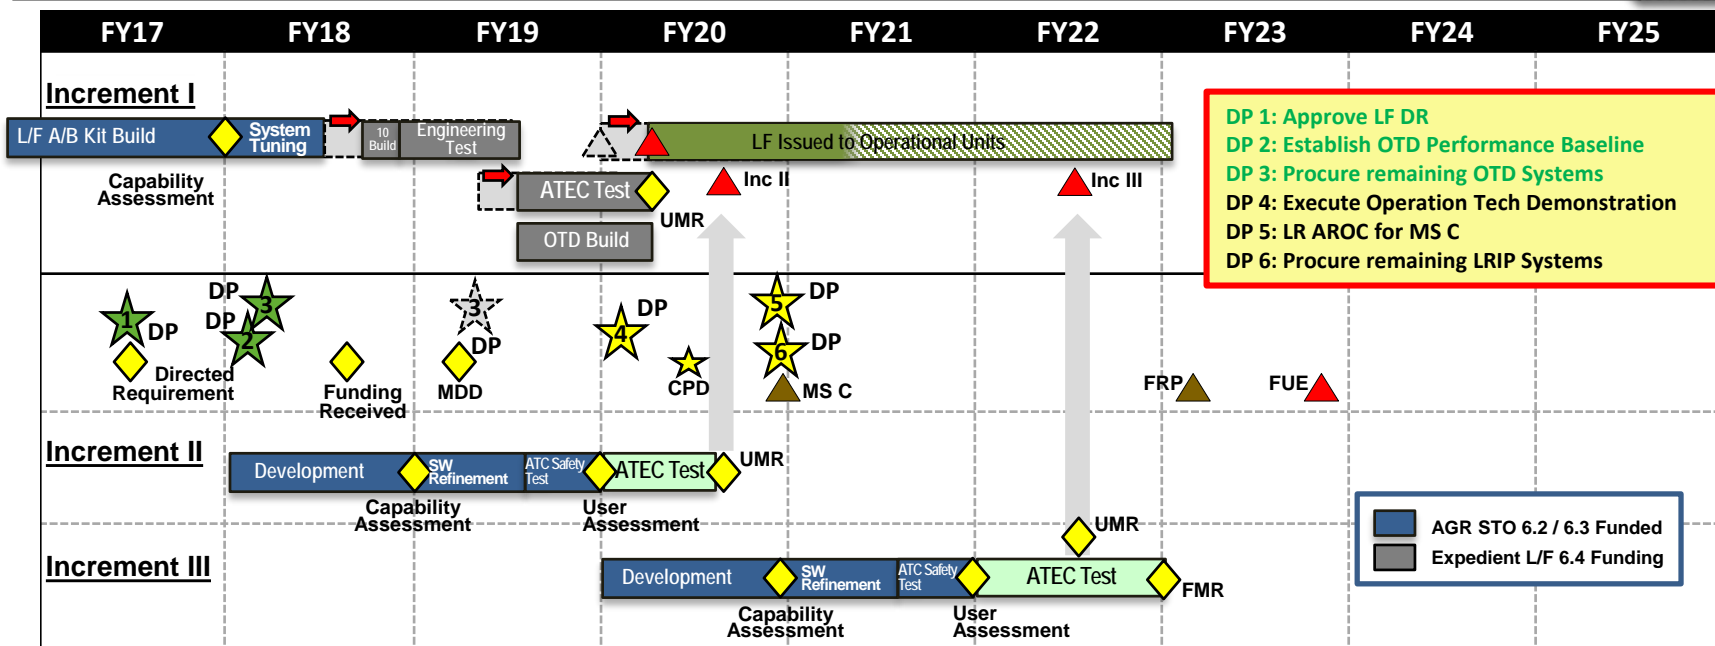 FY17 FY18 FY19 FY20 FY21 FY22 FY23 FY24 FY25
Increment I
L/F A/B Kit Build
System
Tuning
10
Build
Engineering
Test
LF Issued to Operational Units
Capability
Assessment
ATEC Test
UMR
Inc II
Inc III
OTD Build
DP 1: Approve LF DR
DP 2: Establish OTD Performance Baseline
DP 3: Procure remaining OTD Systems
DP 4: Execute Operation Tech Demonstration
DP 5: LR AROC for MS C
DP 6: Procure remaining LRIP Systems
1
DP
DP
3
DP
2
3
DP
4
DP
5
DP
6
DP
Directed
Requirement
Funding
Received
MDD
CPD
MS C
FRP
FUE
Increment II
Development
SW
Refinement
ATC Safety
Test
ATEC Test
UMR
Capability
Assessment
User
Assessment
Increment III
Development
SW
Refinement
ATC Safety
Test
ATEC Test
UMR
FMR
Capability
Assessment
User
Assessment
AGR STO 6.2 / 6.3 Funded
Expedient L/F 6.4 Funding